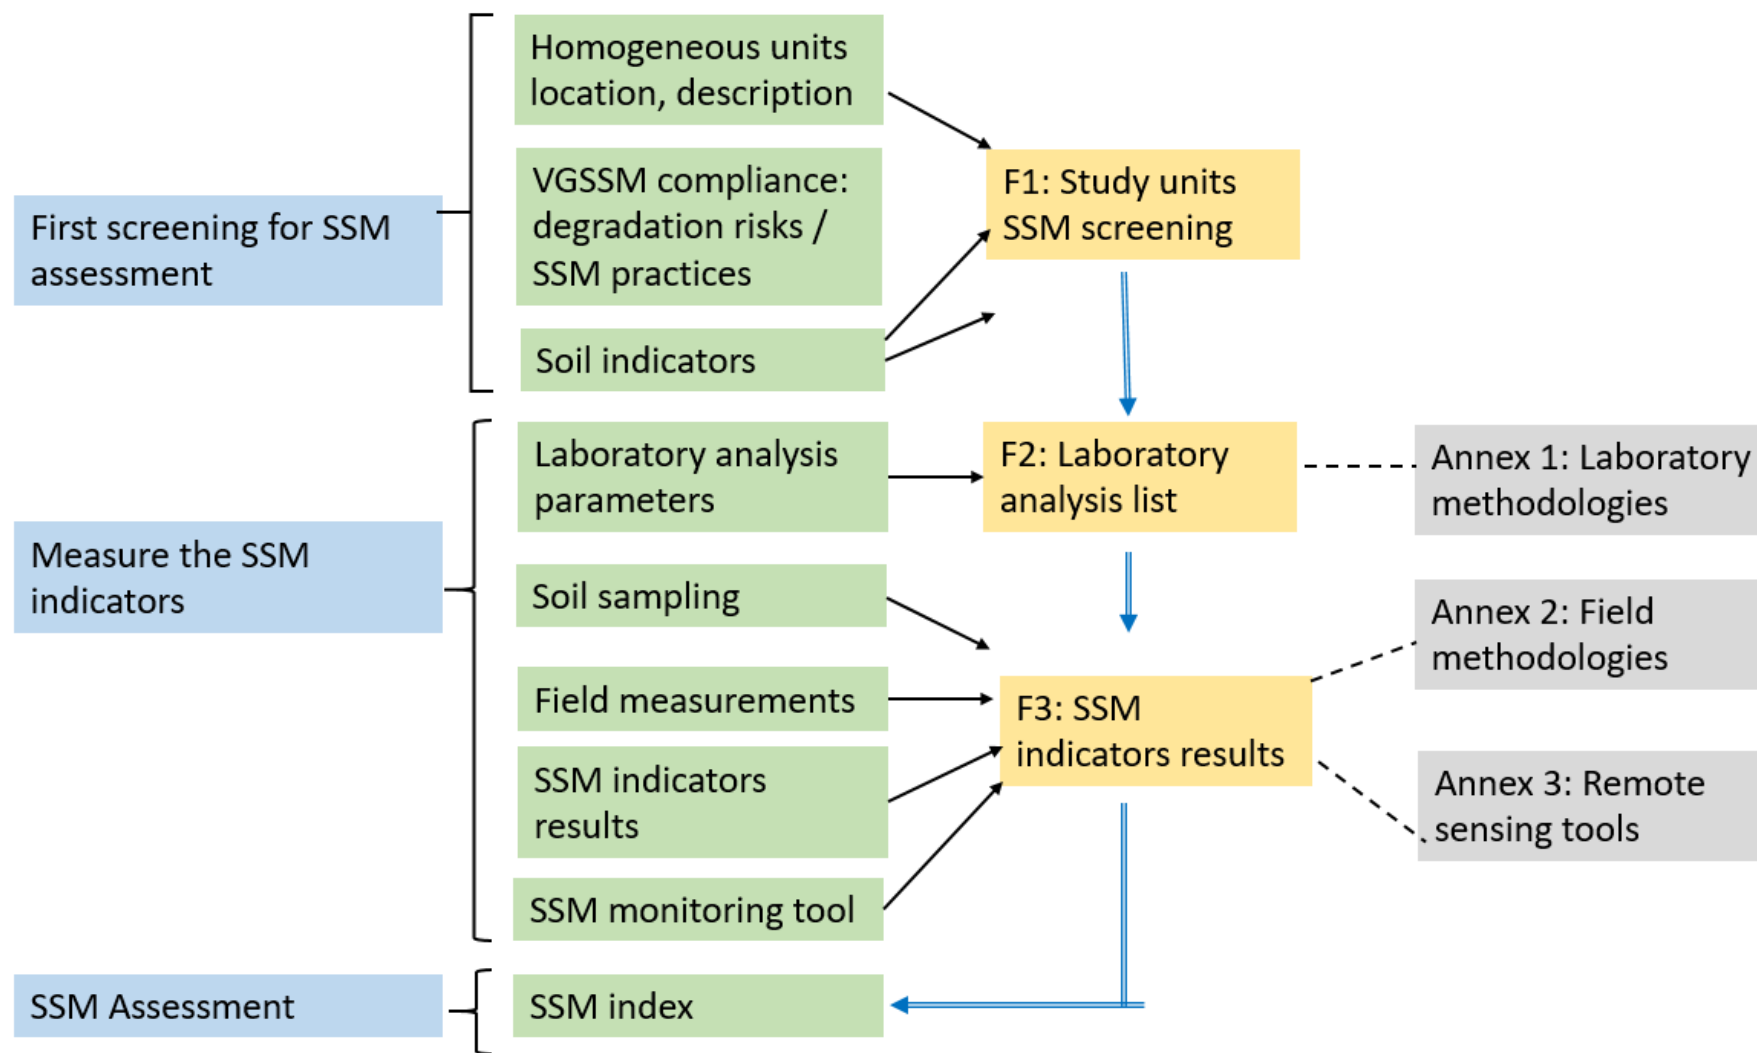 First screening for SSM
assessment
Homogeneous units
location, description
VGSSM compliance:
degradation risks /
SSM practices
Soil indicators
F1: Study units
SSM screening
Measure the SSM
indicators
Laboratory analysis
parameters
Soil sampling
Field measurements
SSM indicators
results
SSM monitoring tool
F2: Laboratory
analysis list
F3: SSM
indicators results
Annex 1: Laboratory
methodologies
Annex 2: Field
methodologies
Annex 3: Remote
sensing tools
SSM Assessment
SSM index